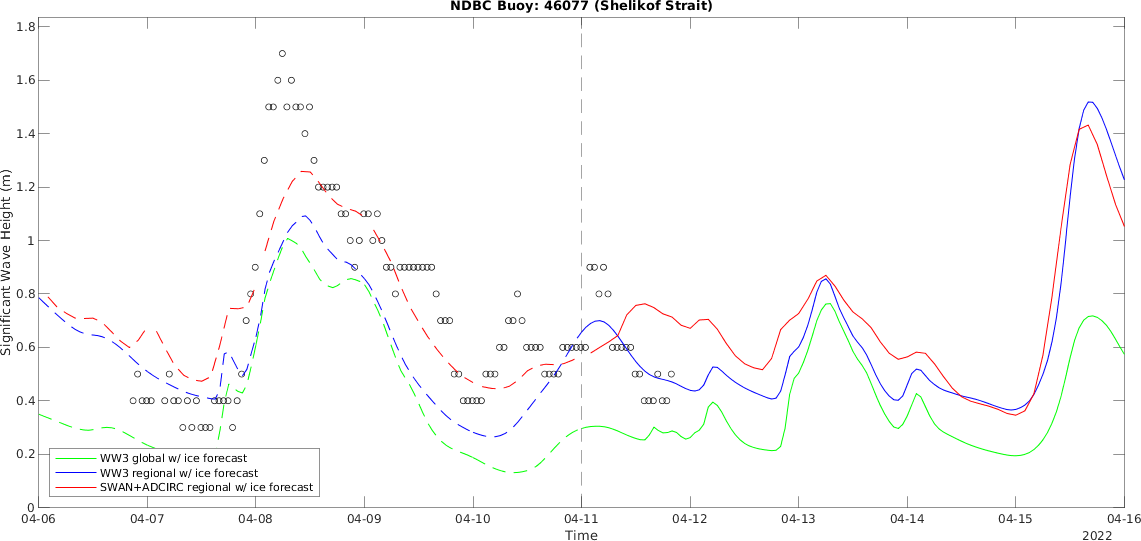 NDBC Buoy: 46077 (Shelikof Strait)
1.8
1.6
1.4
1.2
1
0.8
0.6
0.4
0.2
0
Significant Wave Height (m)
WW3 global w/ ice forecast
WW3 regional w/ ice forecast
SWAN+ADCIRC regional w/ ice forecast
04-06 04-07 04-08 04-09 04-10 04-11 04-12 04-13 04-14 04-15 04-16
Time
2022